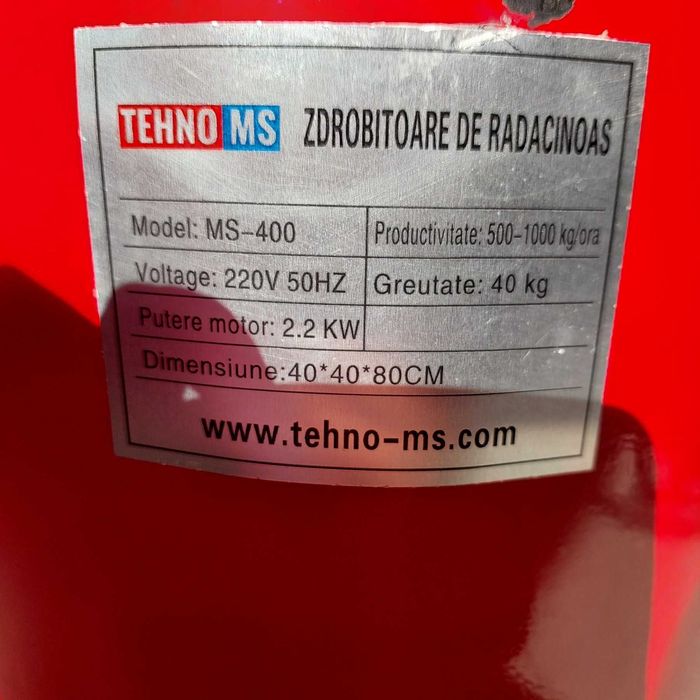 TEHNO MS ZDROBITOARE DE RADACINOAS
Model: MS-400 Productivitate: 500-1000 kg/ora
Voltage: 220V 50HZ Greutate: 40 kg
Putere motor: 2.2 KW
Dimensiune:40*40*80CM
www.tehno-ms.com